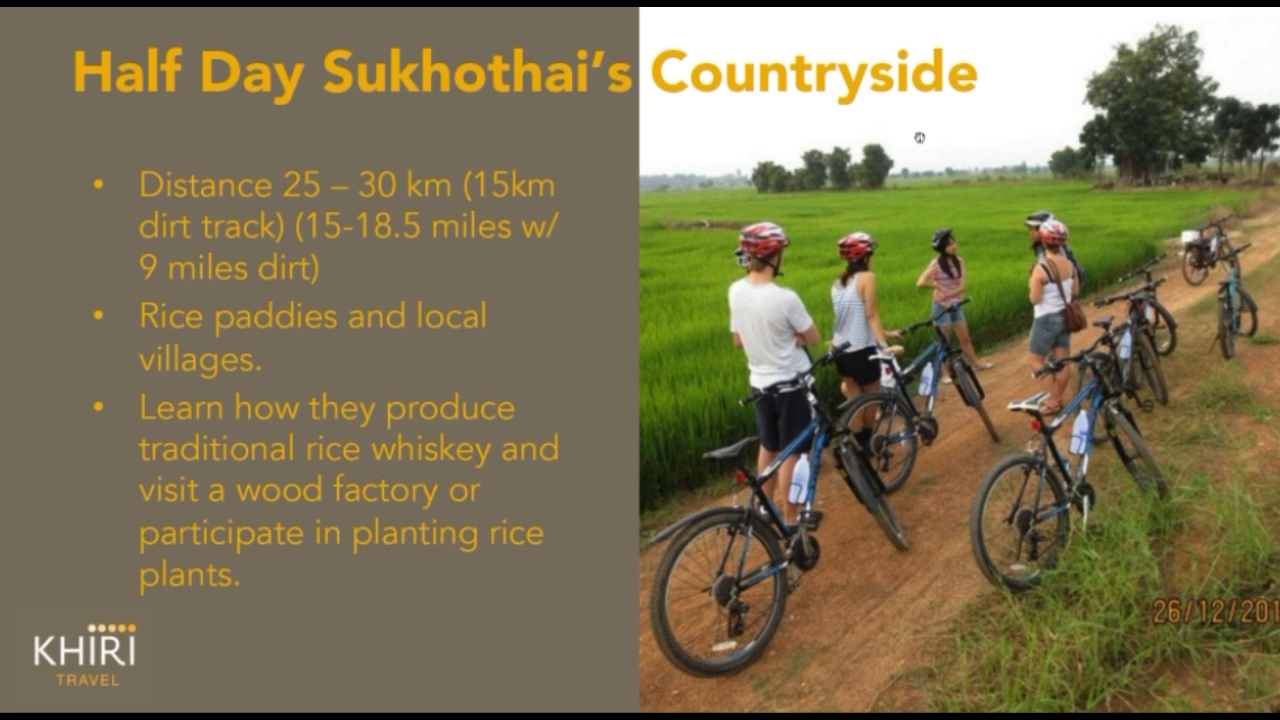 Half Day Sukhothai’s Countryside
• Distance 25 – 30 km (15km
dirt track) (15-18.5 miles w/
9 miles dirt)
• Rice paddies and local
villages.
• Learn how they produce
traditional rice whiskey and
visit a wood factory or
participate in planting rice
plants.
KHIRI
TRAVEL
26/12/201